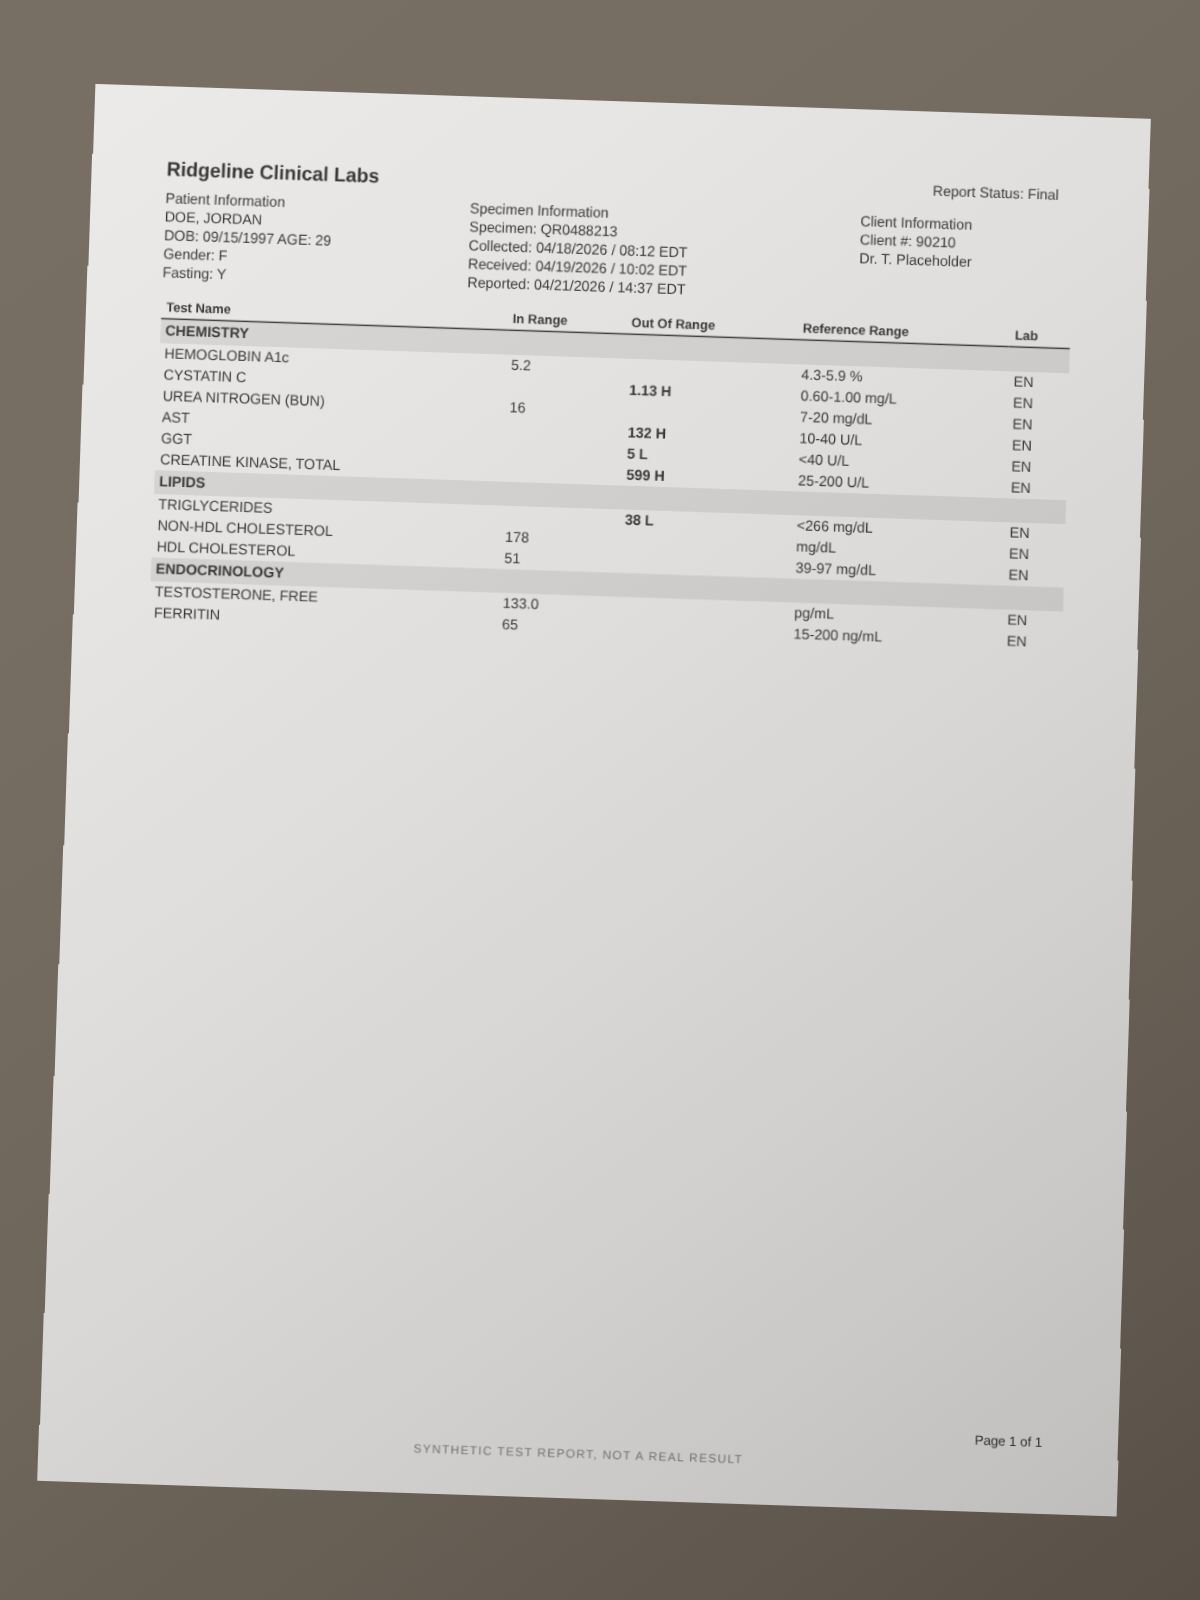 Ridgeline Clinical Labs
Report Status: Final
Patient Information
DOE, JORDAN
DOB: 09/15/1997 AGE: 29
Gender: F
Fasting: Y
Specimen Information
Specimen: QR0488213
Collected: 04/18/2026 / 08:12 EDT
Received: 04/19/2026 / 10:02 EDT
Reported: 04/21/2026 / 14:37 EDT
Client Information
Client #: 90210
Dr. T. Placeholder
Test Name In Range Out Of Range Reference Range Lab
CHEMISTRY
HEMOGLOBIN A1c 5.2 4.3-5.9 % EN
CYSTATIN C 1.13 H 0.60-1.00 mg/L EN
UREA NITROGEN (BUN) 16 7-20 mg/dL EN
AST 132 H 10-40 U/L EN
GGT 5 L <40 U/L EN
CREATINE KINASE, TOTAL 599 H 25-200 U/L EN
LIPIDS
TRIGLYCERIDES 38 L <266 mg/dL EN
NON-HDL CHOLESTEROL 178 mg/dL EN
HDL CHOLESTEROL 51 39-97 mg/dL EN
ENDOCRINOLOGY
TESTOSTERONE, FREE 133.0 pg/mL EN
FERRITIN 65 15-200 ng/mL EN
SYNTHETIC TEST REPORT, NOT A REAL RESULT
Page 1 of 1